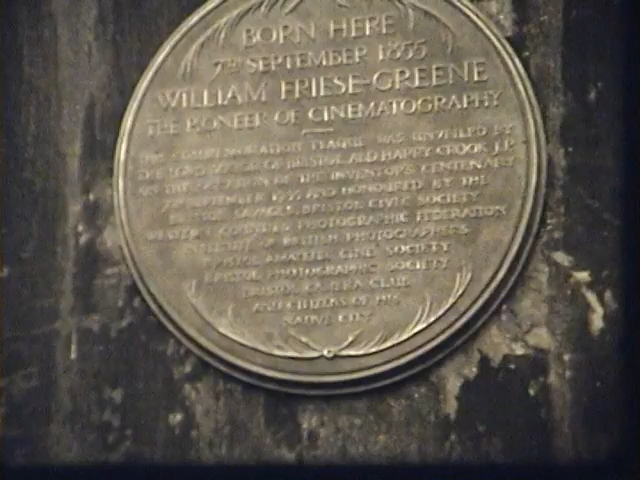 BORN HERE
7TH SEPTEMBER 1855
WILLIAM FRIESE-GREENE
THE PIONEER OF CINEMATOGRAPHY
THIS COMMEMORATION PLAQUE WAS UNVEILED BY
THE LORD MAYOR OF BRISTOL ALD HARRY CROOK J.P.
ON THE OCCASION OF THE INVENTOR'S CENTENARY
7TH SEPTEMBER 1955 AND HONOURED BY THE
BRISTOL SAVAGES, BRISTOL CIVIC SOCIETY
WESTERN COUNTIES PHOTOGRAPHIC FEDERATION
OF BRITISH PHOTOGRAPHERS
BRISTOL AMATEUR CINE SOCIETY
BRISTOL PHOTOGRAPHIC SOCIETY
BRISTOL CAMERA CLUB
AND CITIZENS OF HIS
NATIVE CITY